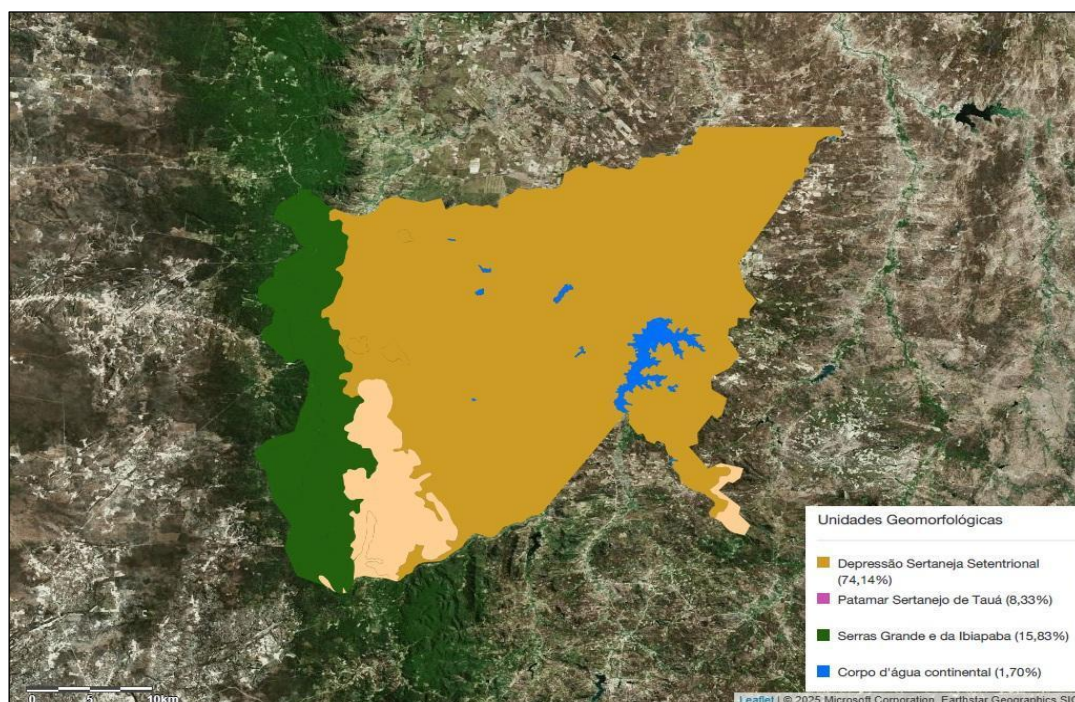 Unidades Geomorfológicas
Depressão Sertaneja Setentrional
(74,14%)
Patamar Sertanejo de Tauá (8,33%)
Serras Grande e da Ibiapaba (15,83%)
Corpo d'água continental (1,70%)
0 5 10km
Leaflet | © 2025 Microsoft Corporation, Earthstar Geographics SIO